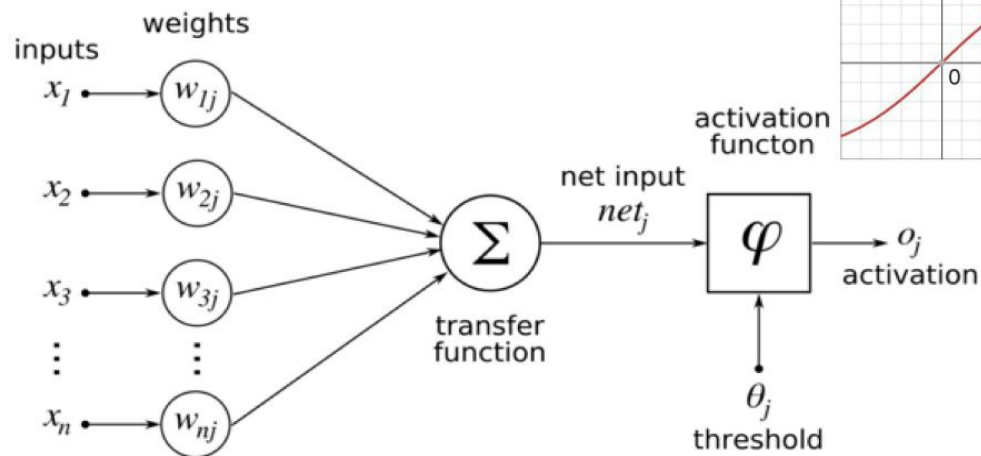 weights
inputs
x1
w1j
x2
w2j
x3
w3j
⋮
⋮
xn
wnj
Σ
transfer
function
net input
netj
activation
functon
0
φ
oj
activation
θj
threshold